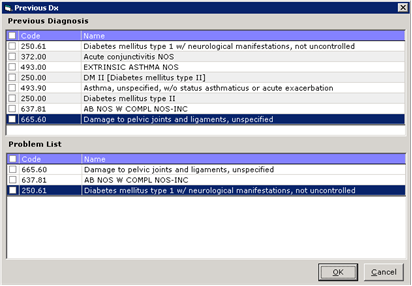 Previous Dx
Previous Diagnosis
Code Name
250.61 Diabetes mellitus type 1 w/ neurological manifestations, not uncontrolled
372.00 Acute conjunctivitis NOS
493.00 EXTRINSIC ASTHMA NOS
250.00 DM II [Diabetes mellitus type II]
493.90 Asthma, unspecified, w/o status asthmaticus or acute exacerbation
250.00 Diabetes mellitus type II
637.81 AB NOS W COMPL NOS-INC
665.60 Damage to pelvic joints and ligaments, unspecified
Problem List
Code Name
665.60 Damage to pelvic joints and ligaments, unspecified
637.81 AB NOS W COMPL NOS-INC
250.61 Diabetes mellitus type 1 w/ neurological manifestations, not uncontrolled
OK Cancel